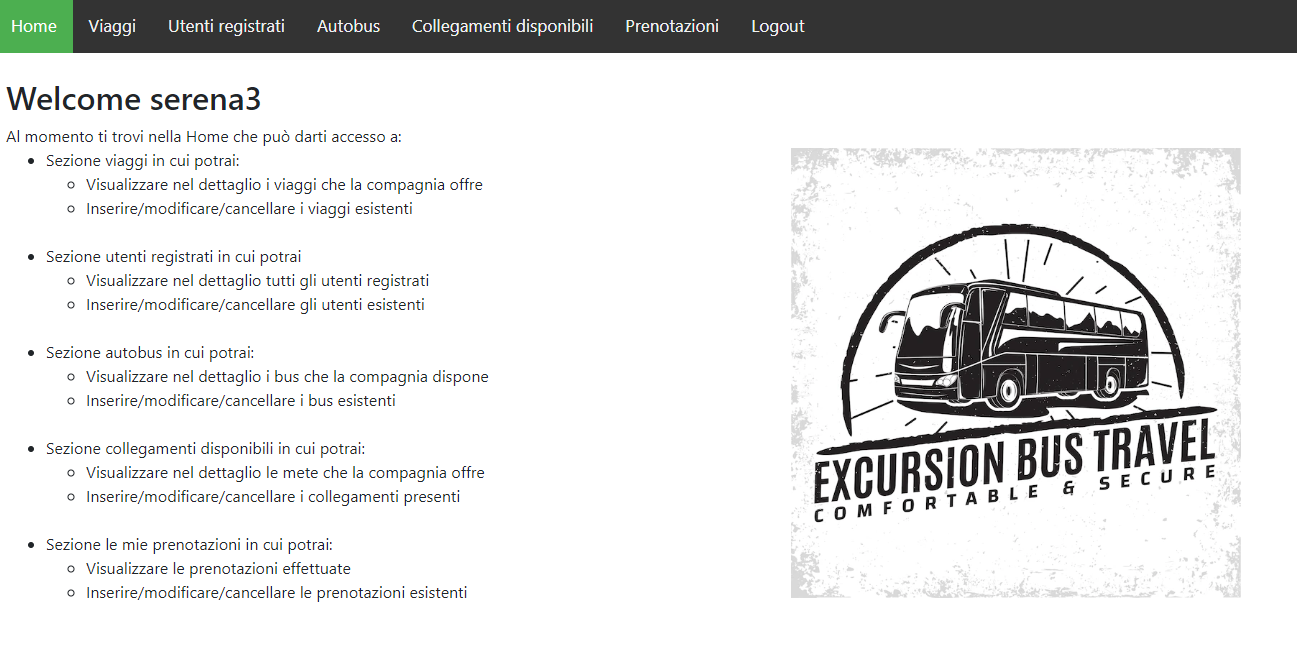 Home Viaggi Utenti registrati Autobus Collegamenti disponibili Prenotazioni Logout
Welcome serena3
Al momento ti trovi nella Home che può darti accesso a:
Sezione viaggi in cui potrai:
Visualizzare nel dettaglio i viaggi che la compagnia offre
Inserire/modificare/cancellare i viaggi esistenti
Sezione utenti registrati in cui potrai
Visualizzare nel dettaglio tutti gli utenti registrati
Inserire/modificare/cancellare gli utenti esistenti
Sezione autobus in cui potrai:
Visualizzare nel dettaglio i bus che la compagnia dispone
Inserire/modificare/cancellare i bus esistenti
Sezione collegamenti disponibili in cui potrai:
Visualizzare nel dettaglio le mete che la compagnia offre
Inserire/modificare/cancellare i collegamenti presenti
Sezione le mie prenotazioni in cui potrai:
Visualizzare le prenotazioni effettuate
Inserire/modificare/cancellare le prenotazioni esistenti
EXCURSION BUS TRAVEL
COMFORTABLE & SECURE